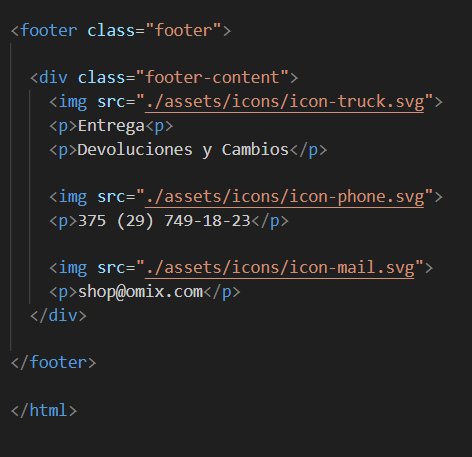 <footer class="footer">
<div class="footer-content">
<img src="./assets/icons/icon-truck.svg">
<p>Entrega<p>
<p>Devoluciones y Cambios</p>
<img src="./assets/icons/icon-phone.svg">
<p>375 (29) 749-18-23</p>
<img src="./assets/icons/icon-mail.svg">
<p>shop@omix.com</p>
</div>
</footer>
</html>